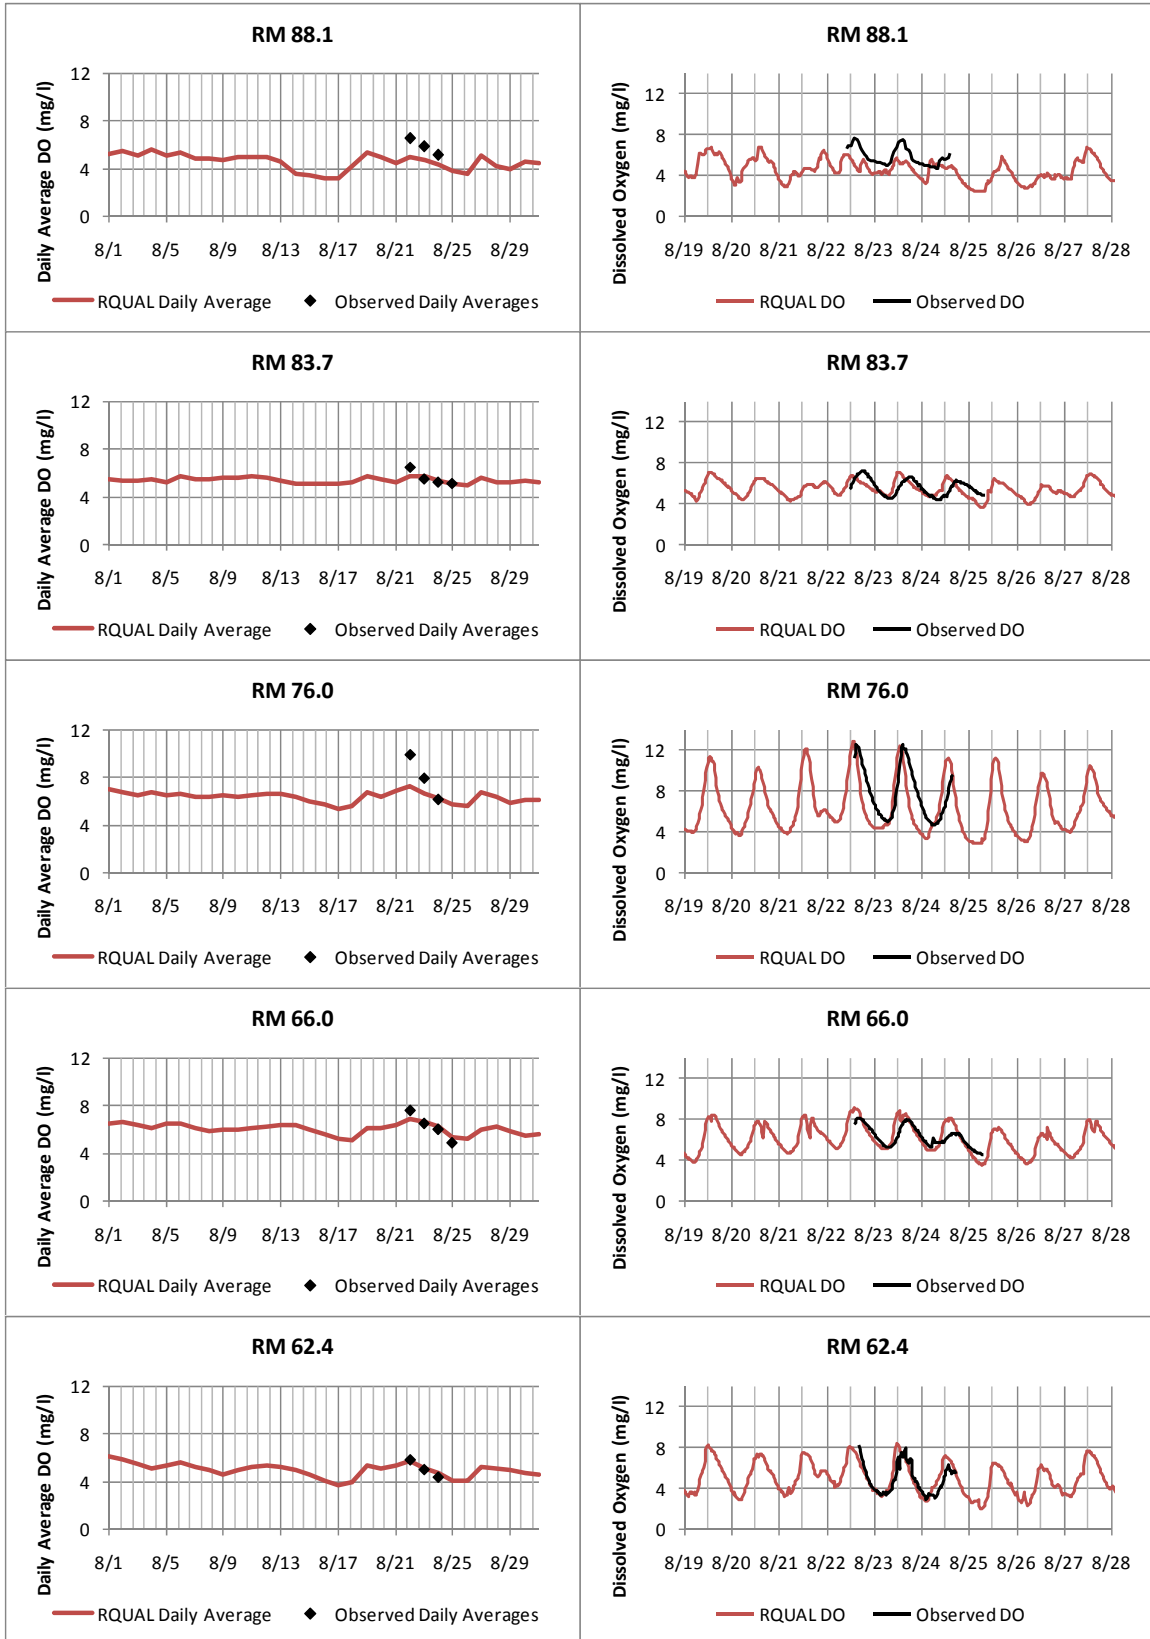 RM 88.1
Daily Average DO (mg/l)
12
8
4
0
8/1 8/5 8/9 8/13 8/17 8/21 8/25 8/29
RQUAL Daily Average Observed Daily Averages
RM 88.1
Dissolved Oxygen (mg/l)
12
8
4
0
8/19 8/20 8/21 8/22 8/23 8/24 8/25 8/26 8/27 8/28
RQUAL DO Observed DO
RM 83.7
Daily Average DO (mg/l)
12
8
4
0
8/1 8/5 8/9 8/13 8/17 8/21 8/25 8/29
RQUAL Daily Average Observed Daily Averages
RM 83.7
Dissolved Oxygen (mg/l)
12
8
4
0
8/19 8/20 8/21 8/22 8/23 8/24 8/25 8/26 8/27 8/28
RQUAL DO Observed DO
RM 76.0
Daily Average DO (mg/l)
12
8
4
0
8/1 8/5 8/9 8/13 8/17 8/21 8/25 8/29
RQUAL Daily Average Observed Daily Averages
RM 76.0
Dissolved Oxygen (mg/l)
12
8
4
0
8/19 8/20 8/21 8/22 8/23 8/24 8/25 8/26 8/27 8/28
RQUAL DO Observed DO
RM 66.0
Daily Average DO (mg/l)
12
8
4
0
8/1 8/5 8/9 8/13 8/17 8/21 8/25 8/29
RQUAL Daily Average Observed Daily Averages
RM 66.0
Dissolved Oxygen (mg/l)
12
8
4
0
8/19 8/20 8/21 8/22 8/23 8/24 8/25 8/26 8/27 8/28
RQUAL DO Observed DO
RM 62.4
Daily Average DO (mg/l)
12
8
4
0
8/1 8/5 8/9 8/13 8/17 8/21 8/25 8/29
RQUAL Daily Average Observed Daily Averages
RM 62.4
Dissolved Oxygen (mg/l)
12
8
4
0
8/19 8/20 8/21 8/22 8/23 8/24 8/25 8/26 8/27 8/28
RQUAL DO Observed DO